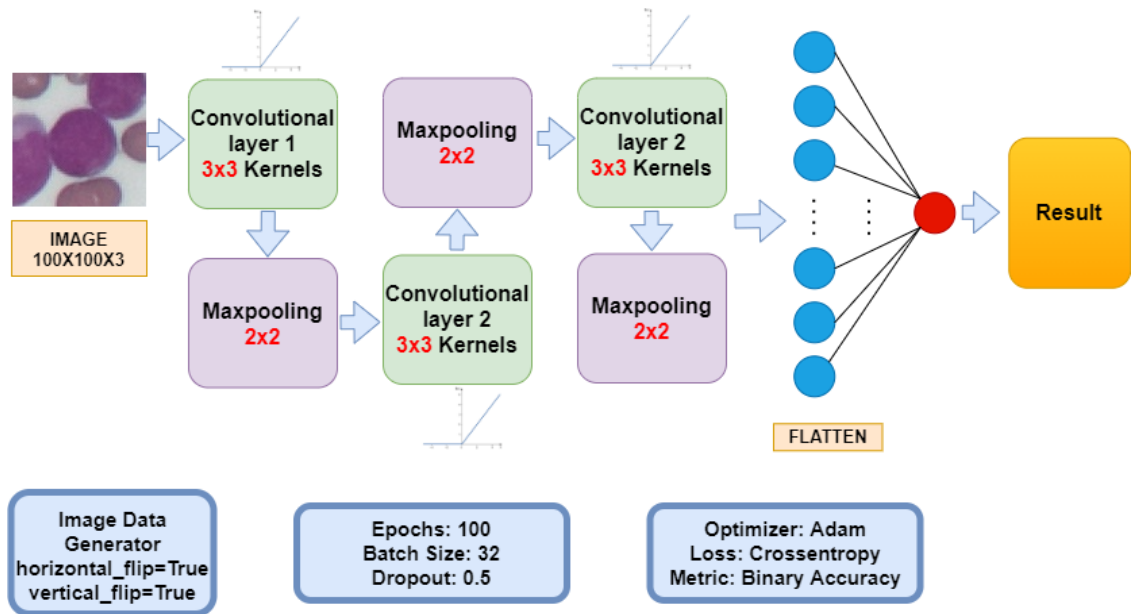 Convolutional
layer 1
3x3 Kernels
Maxpooling
2x2
Convolutional
layer 2
3x3 Kernels
IMAGE
100X100X3
Maxpooling
2x2
Convolutional
layer 2
3x3 Kernels
Maxpooling
2x2
Result
FLATTEN
Image Data
Generator
horizontal_flip=True
vertical_flip=True
Epochs: 100
Batch Size: 32
Dropout: 0.5
Optimizer: Adam
Loss: Crossentropy
Metric: Binary Accuracy